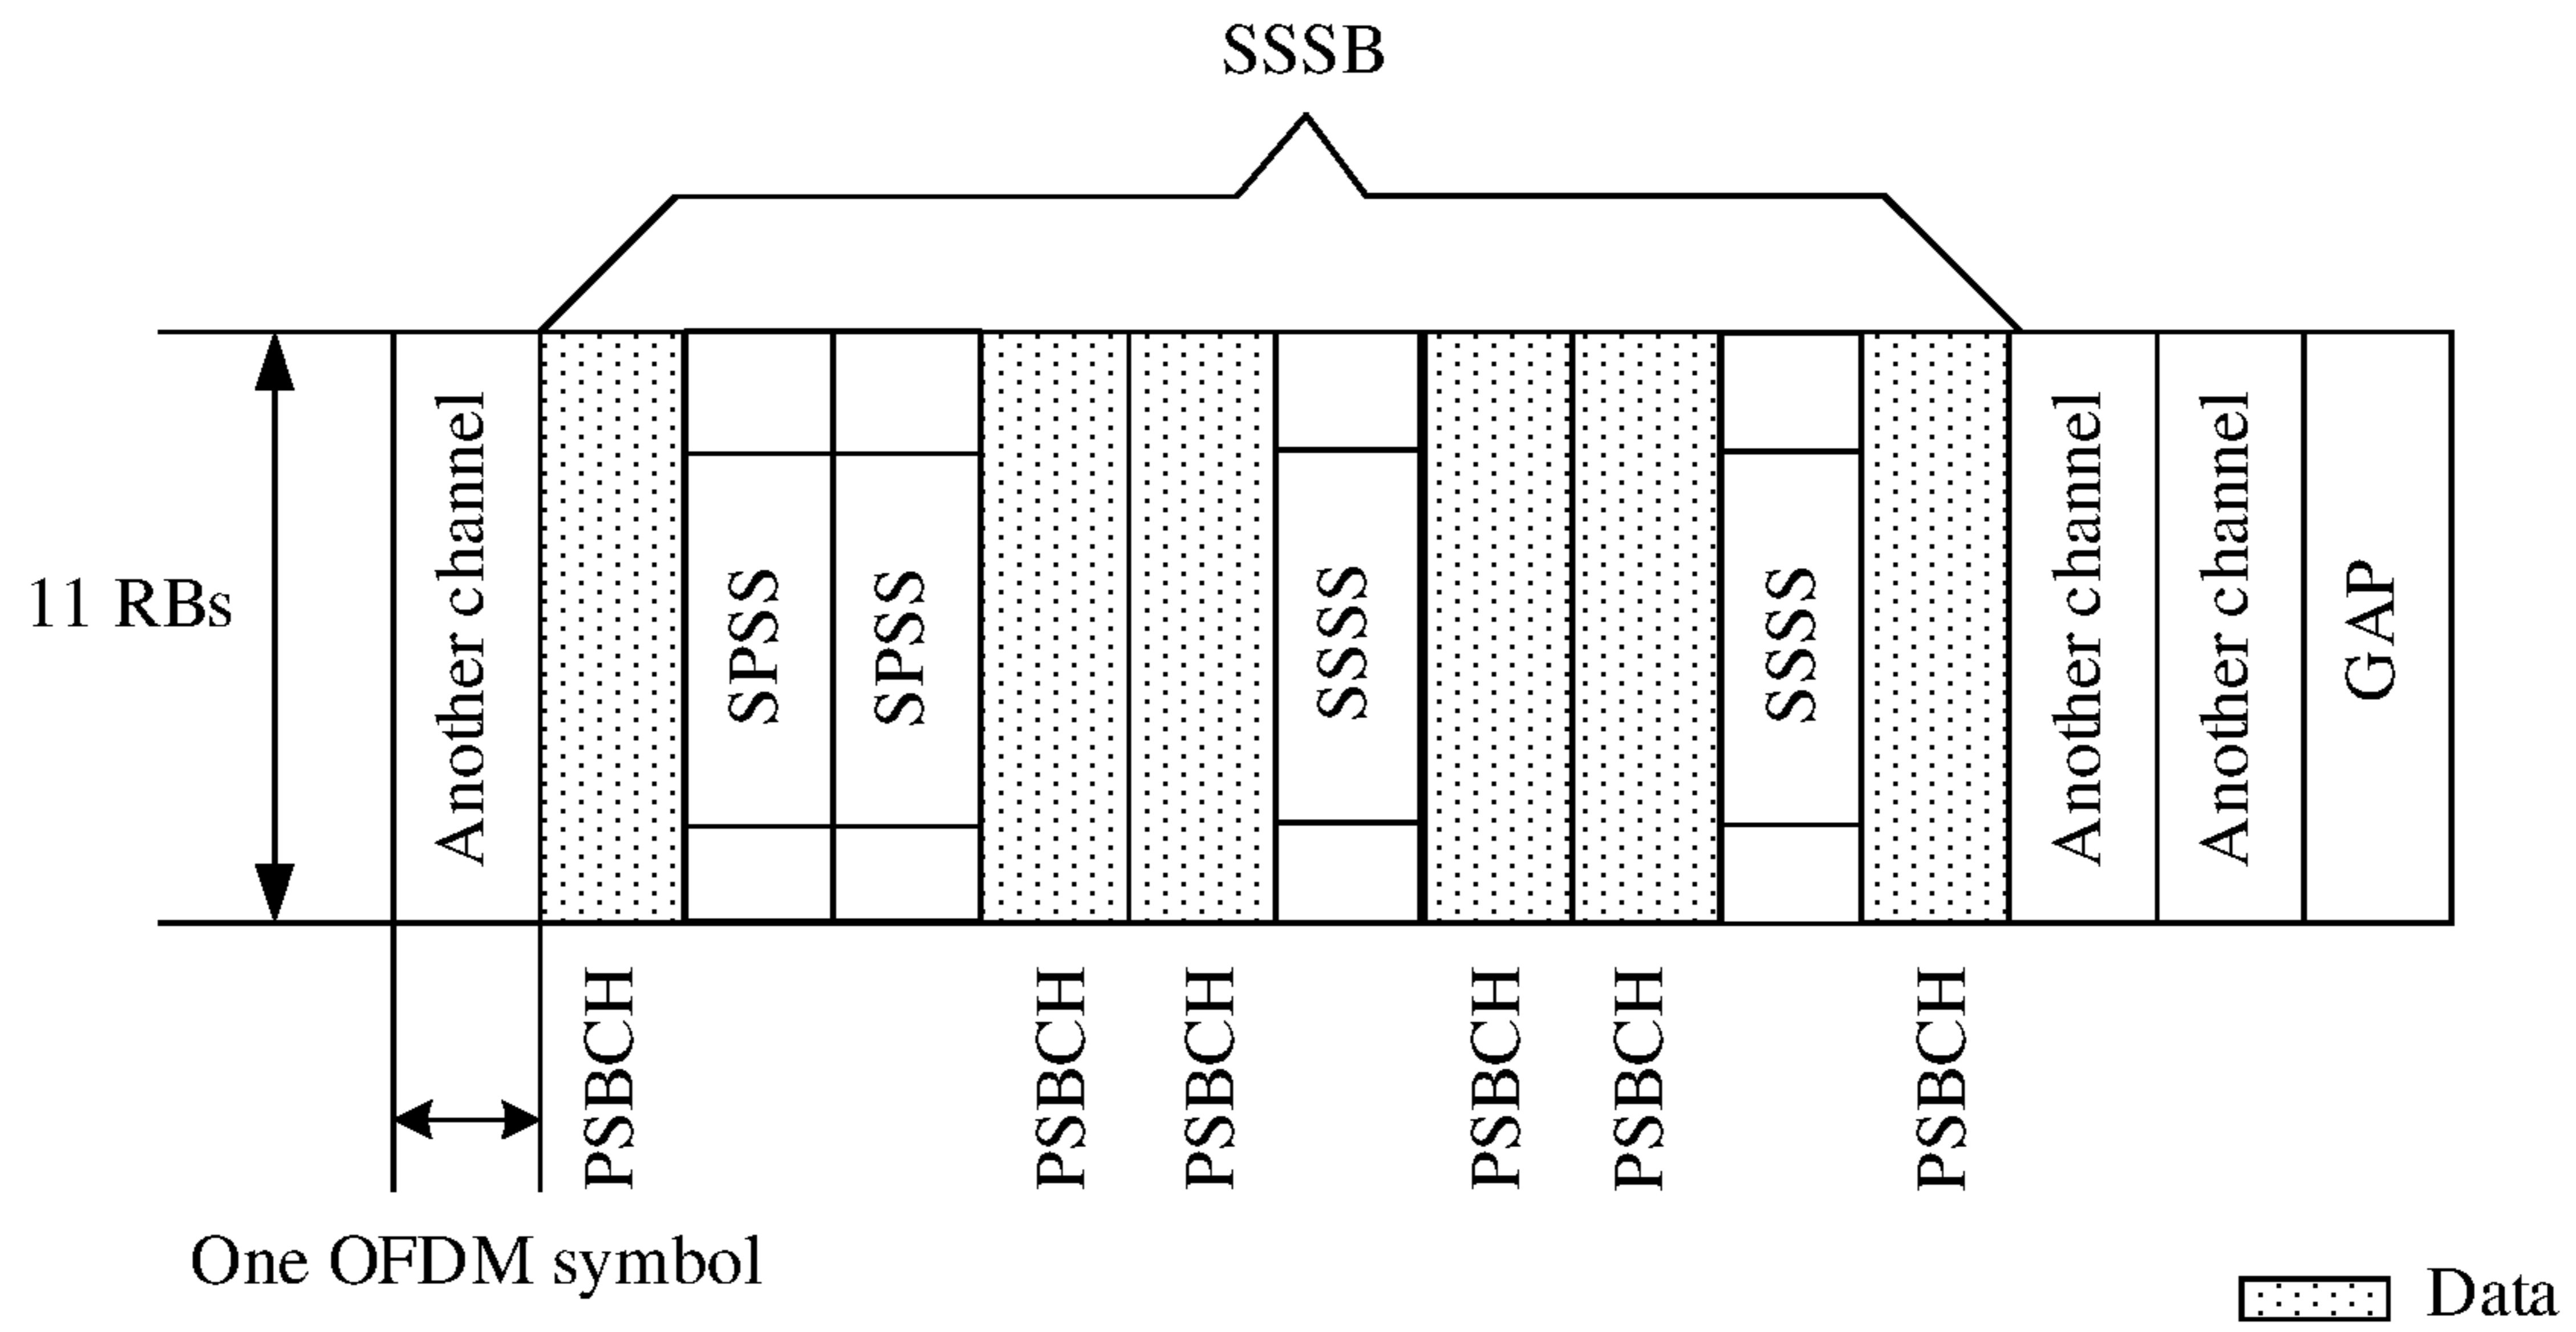 SSSB
11 RBs
Another channel
SPSS
SPSS
SSSS
SSSS
Another channel
Another channel
GAP
PSBCH
PSBCH
PSBCH
PSBCH
PSBCH
PSBCH
One OFDM symbol
Data